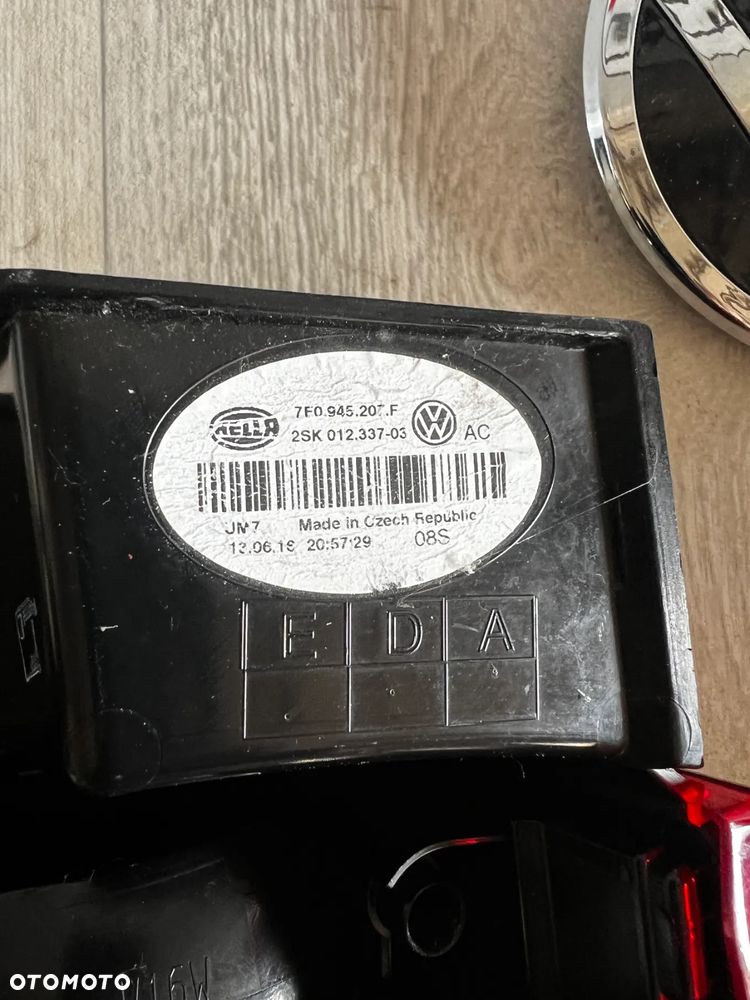 HELLA
7F0.945.207.F
2SK 012.337-03
AC
JM7 Made in Czech Republic
13.06.16 20:57:29 08S
E D A
OTOMOTO